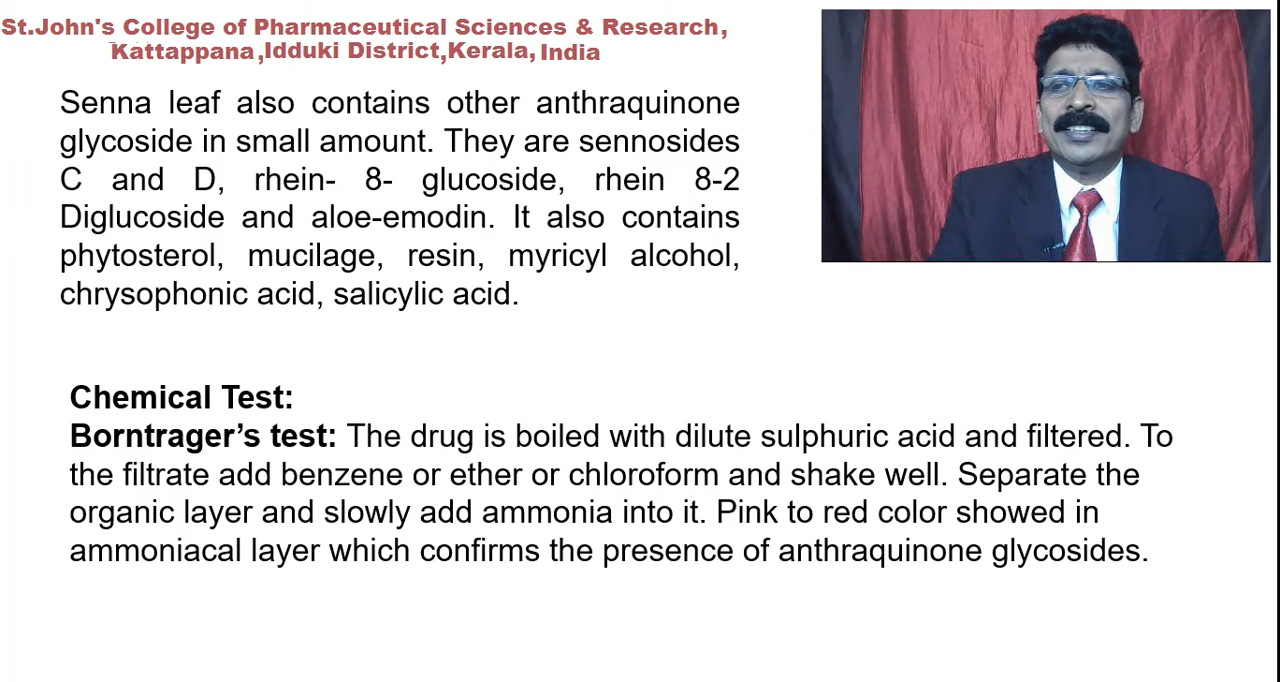 St.John's College of Pharmaceutical Sciences & Research,
Kattappana,Idduki District,Kerala, India
Senna leaf also contains other anthraquinone
glycoside in small amount. They are sennosides
C and D, rhein- 8- glucoside, rhein 8-2
Diglucoside and aloe-emodin. It also contains
phytosterol, mucilage, resin, myricyl alcohol,
chrysophonic acid, salicylic acid.
Chemical Test:
Borntrager’s test: The drug is boiled with dilute sulphuric acid and filtered. To
the filtrate add benzene or ether or chloroform and shake well. Separate the
organic layer and slowly add ammonia into it. Pink to red color showed in
ammoniacal layer which confirms the presence of anthraquinone glycosides.